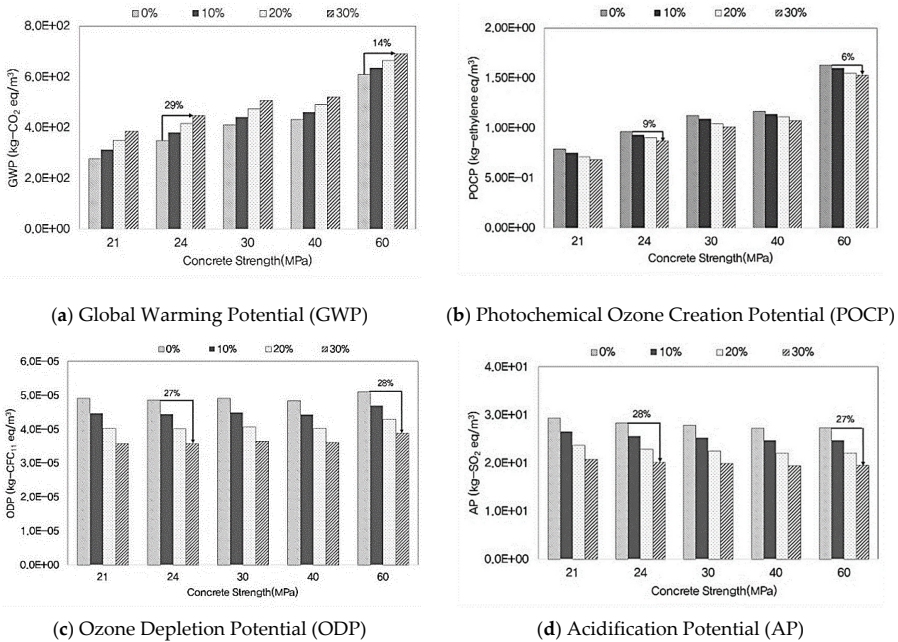 0% 10% 20% 30%
8.0E+02
6.0E+02
4.0E+02
2.0E+02
0.0E+00
GWP (kg-CO2 eq/m³)
29%
14%
21 24 30 40 60
Concrete Strength(MPa)
(a) Global Warming Potential (GWP)
0% 10% 20% 30%
2.00E+00
1.50E+00
1.00E+00
5.00E-01
0.00E+00
POCP (kg-ethylene eq/m³)
9%
6%
21 24 30 40 60
Concrete Strength(MPa)
(b) Photochemical Ozone Creation Potential (POCP)
0% 10% 20% 30%
6.0E-05
5.0E-05
4.0E-05
3.0E-05
2.0E-05
1.0E-05
0.0E+00
ODP (kg-CFC11 eq/m³)
27%
28%
21 24 30 40 60
Concrete Strength(MPa)
(c) Ozone Depletion Potential (ODP)
0% 10% 20% 30%
4.0E+01
3.0E+01
2.0E+01
1.0E+01
0.0E+00
AP (kg-SO2 eq/m³)
28%
27%
21 24 30 40 60
Concrete Strength(MPa)
(d) Acidification Potential (AP)